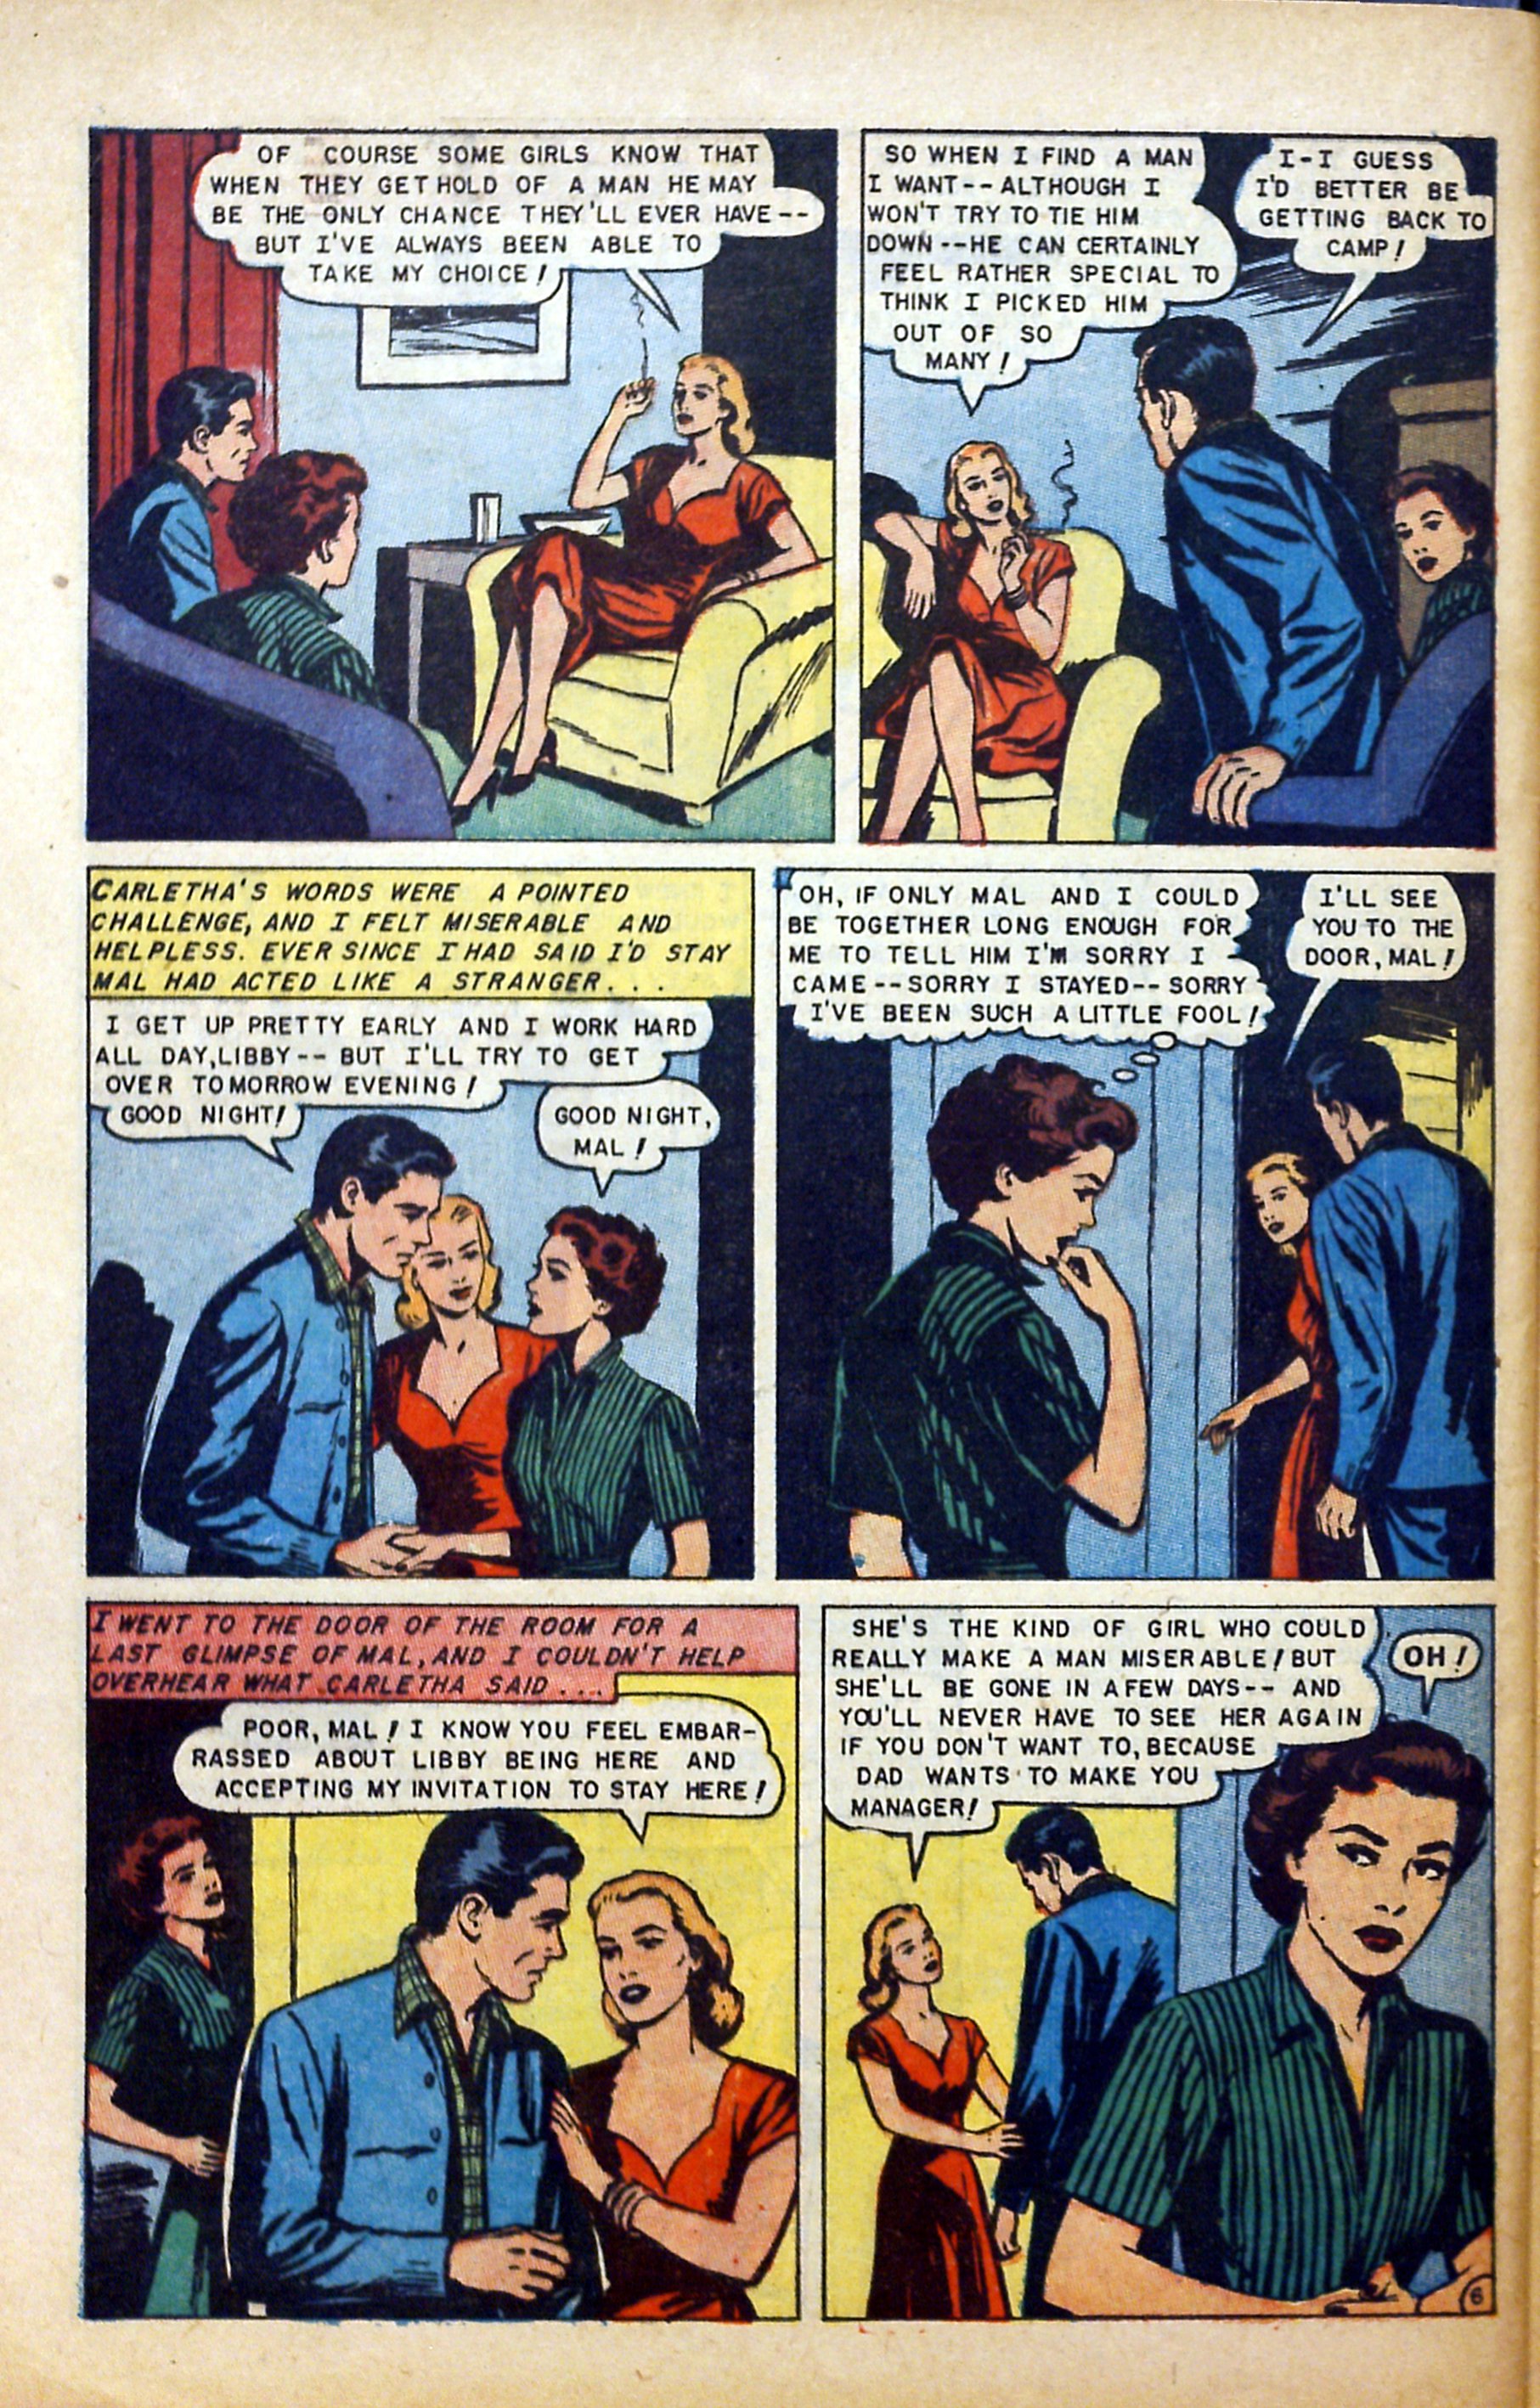 OF COURSE SOME GIRLS KNOW THAT
WHEN THEY GET HOLD OF A MAN HE MAY
BE THE ONLY CHANCE THEY'LL EVER HAVE--
BUT I'VE ALWAYS BEEN ABLE TO
TAKE MY CHOICE!
SO WHEN I FIND A MAN
I WANT--ALTHOUGH I
WON'T TRY TO TIE HIM
DOWN--HE CAN CERTAINLY
FEEL RATHER SPECIAL TO
THINK I PICKED HIM
OUT OF SO
MANY!
I-I GUESS
I'D BETTER BE
GETTING BACK TO
CAMP!
CARLETHA'S WORDS WERE A POINTED
CHALLENGE, AND I FELT MISERABLE AND
HELPLESS. EVER SINCE I HAD SAID I'D STAY
MAL HAD ACTED LIKE A STRANGER...
I GET UP PRETTY EARLY AND I WORK HARD
ALL DAY, LIBBY-- BUT I'LL TRY TO GET
OVER TOMORROW EVENING!
GOOD NIGHT!
GOOD NIGHT,
MAL!
OH, IF ONLY MAL AND I COULD
BE TOGETHER LONG ENOUGH FOR
ME TO TELL HIM I'M SORRY I
CAME--SORRY I STAYED--SORRY
I'VE BEEN SUCH A LITTLE FOOL!
I'LL SEE
YOU TO THE
DOOR, MAL!
I WENT TO THE DOOR OF THE ROOM FOR A
LAST GLIMPSE OF MAL, AND I COULDN'T HELP
OVERHEAR WHAT CARLETHA SAID...
POOR, MAL! I KNOW YOU FEEL EMBAR-
RASSED ABOUT LIBBY BEING HERE AND
ACCEPTING MY INVITATION TO STAY HERE!
SHE'S THE KIND OF GIRL WHO COULD
REALLY MAKE A MAN MISERABLE! BUT
SHE'LL BE GONE IN A FEW DAYS-- AND
YOU'LL NEVER HAVE TO SEE HER AGAIN
IF YOU DON'T WANT TO, BECAUSE
DAD WANTS TO MAKE YOU
MANAGER!
OH!
6